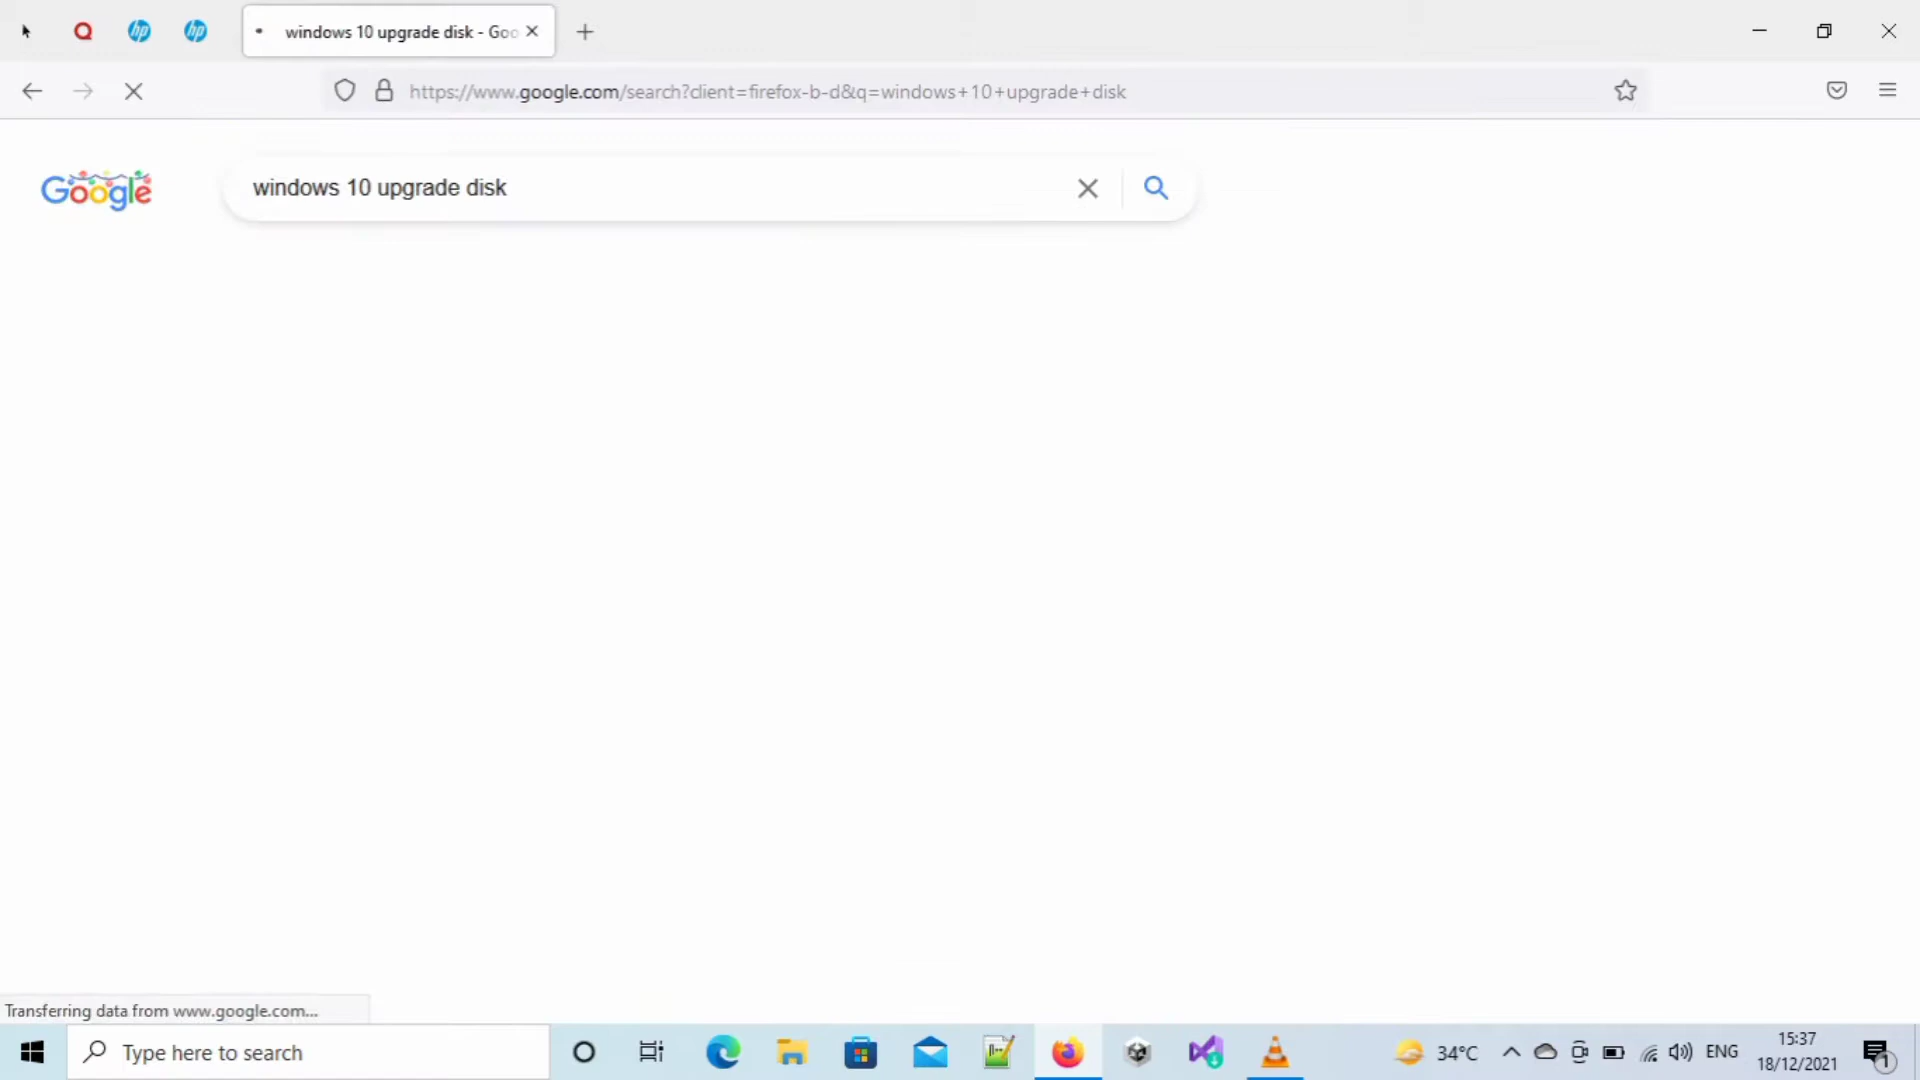 windows 10 upgrade disk - Goo
https://www.google.com/search?client=firefox-b-d&q=windows+10+upgrade+disk
Google
windows 10 upgrade disk
Transferring data from www.google.com...
Type here to search
34°C
ENG
15:37
18/12/2021
1